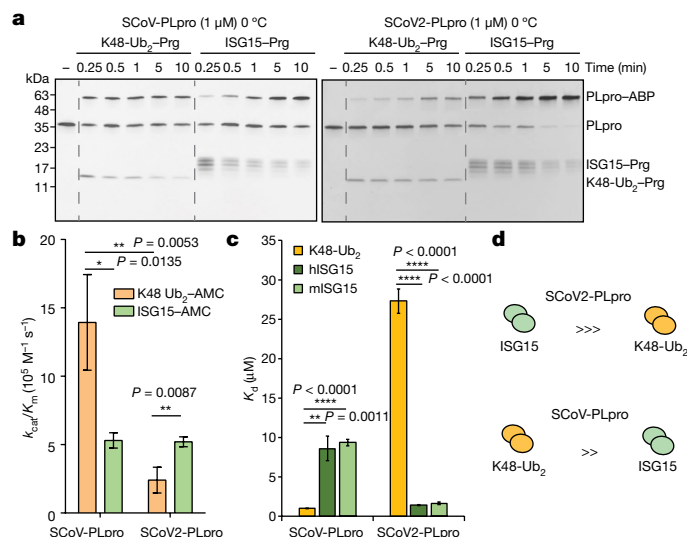 a
SCoV-PLpro (1 μM) 0 °C
K48-Ub2–Prg ISG15–Prg
– 0.25 0.5 1 5 10 0.25 0.5 1 5 10
SCoV2-PLpro (1 μM) 0 °C
K48-Ub2–Prg ISG15–Prg
– 0.25 0.5 1 5 10 0.25 0.5 1 5 10 Time (min)
kDa
63
48
35
23
17
11
PLpro–ABP
PLpro
ISG15–Prg
K48-Ub2–Prg
b
kcat/Km (10⁵ M⁻¹ s⁻¹)
20
15
10
5
0
** P = 0.0053
* P = 0.0135
K48 Ub2–AMC
ISG15–AMC
P = 0.0087
**
SCoV-PLpro SCoV2-PLpro
c
Kd (μM)
35
30
25
20
15
10
5
0
K48-Ub2
hISG15
mISG15
P < 0.0001
****
**** P < 0.0001
P < 0.0001
****
** P = 0.0011
SCoV-PLpro SCoV2-PLpro
d
SCoV2-PLpro
ISG15 >>> K48-Ub2
SCoV-PLpro
K48-Ub2 >> ISG15